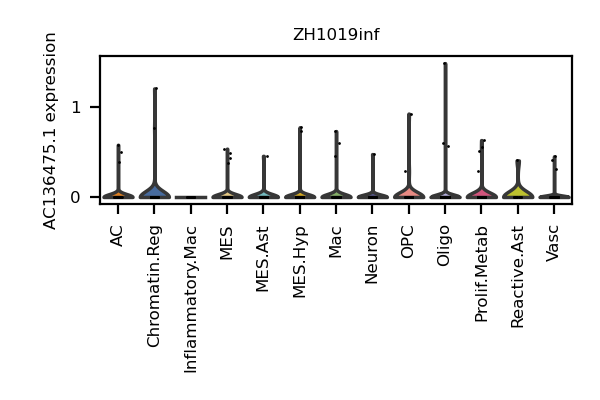 ZH1019inf
AC136475.1 expression
1
0
AC
Chromatin.Reg
Inflammatory.Mac
MES
MES.Ast
MES.Hyp
Mac
Neuron
OPC
Oligo
Prolif.Metab
Reactive.Ast
Vasc